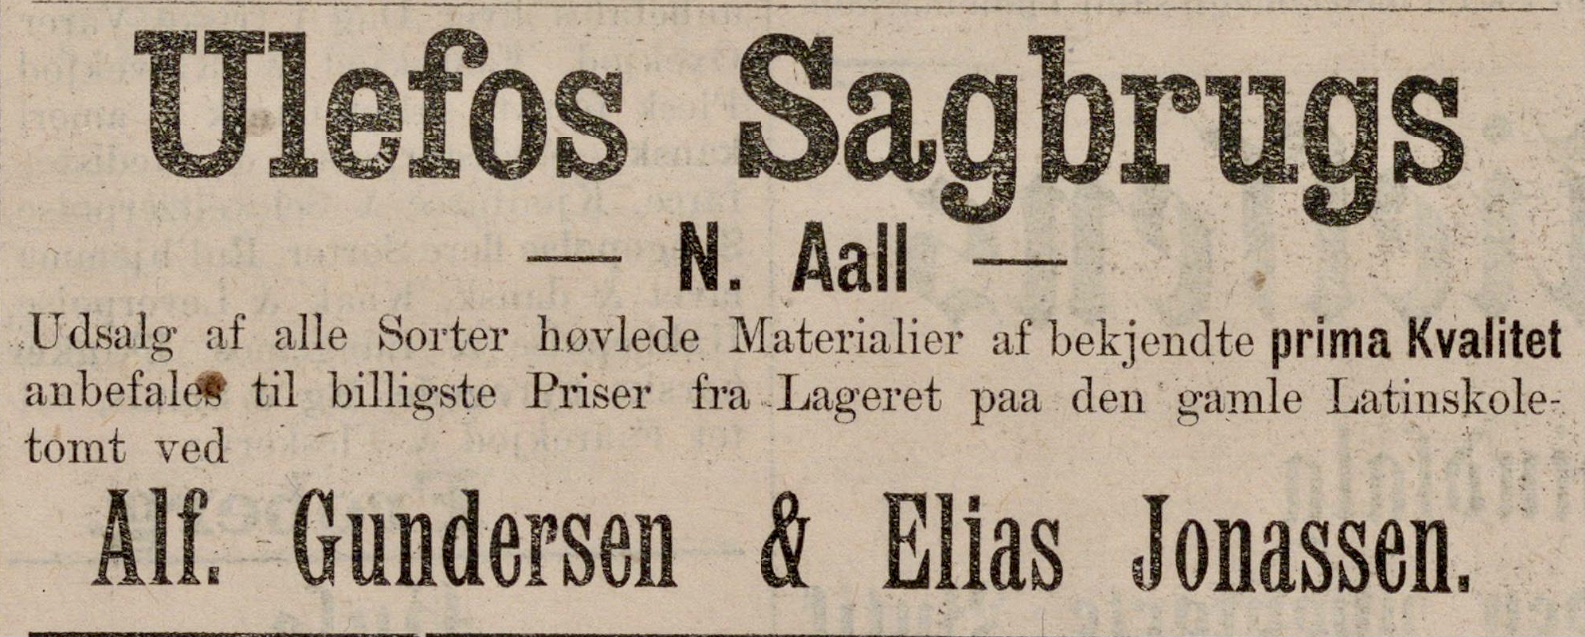 Ulefos Sagbrugs
— N. Aall —
Udsalg af alle Sorter høvlede Materialier af bekjendte prima Kvalitet
anbefales til billigste Priser fra Lageret paa den gamle Latinskole-
tomt ved
Alf. Gundersen & Elias Jonassen.